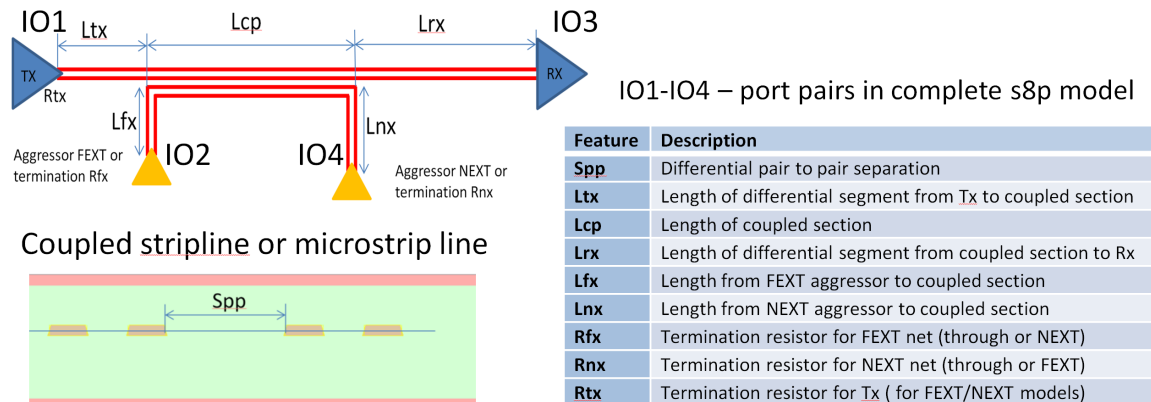 IO1
Ltx
Lcp
Lrx
IO3
TX
RX
Rtx
Lfx
Lnx
IO2
IO4
Aggressor FEXT or
termination Rfx
Aggressor NEXT or
termination Rnx
Coupled stripline or microstrip line
Spp
IO1-IO4 – port pairs in complete s8p model
Feature Description
Spp Differential pair to pair separation
Ltx Length of differential segment from Tx to coupled section
Lcp Length of coupled section
Lrx Length of differential segment from coupled section to Rx
Lfx Length from FEXT aggressor to coupled section
Lnx Length from NEXT aggressor to coupled section
Rfx Termination resistor for FEXT net (through or NEXT)
Rnx Termination resistor for NEXT net (through or FEXT)
Rtx Termination resistor for Tx ( for FEXT/NEXT models)